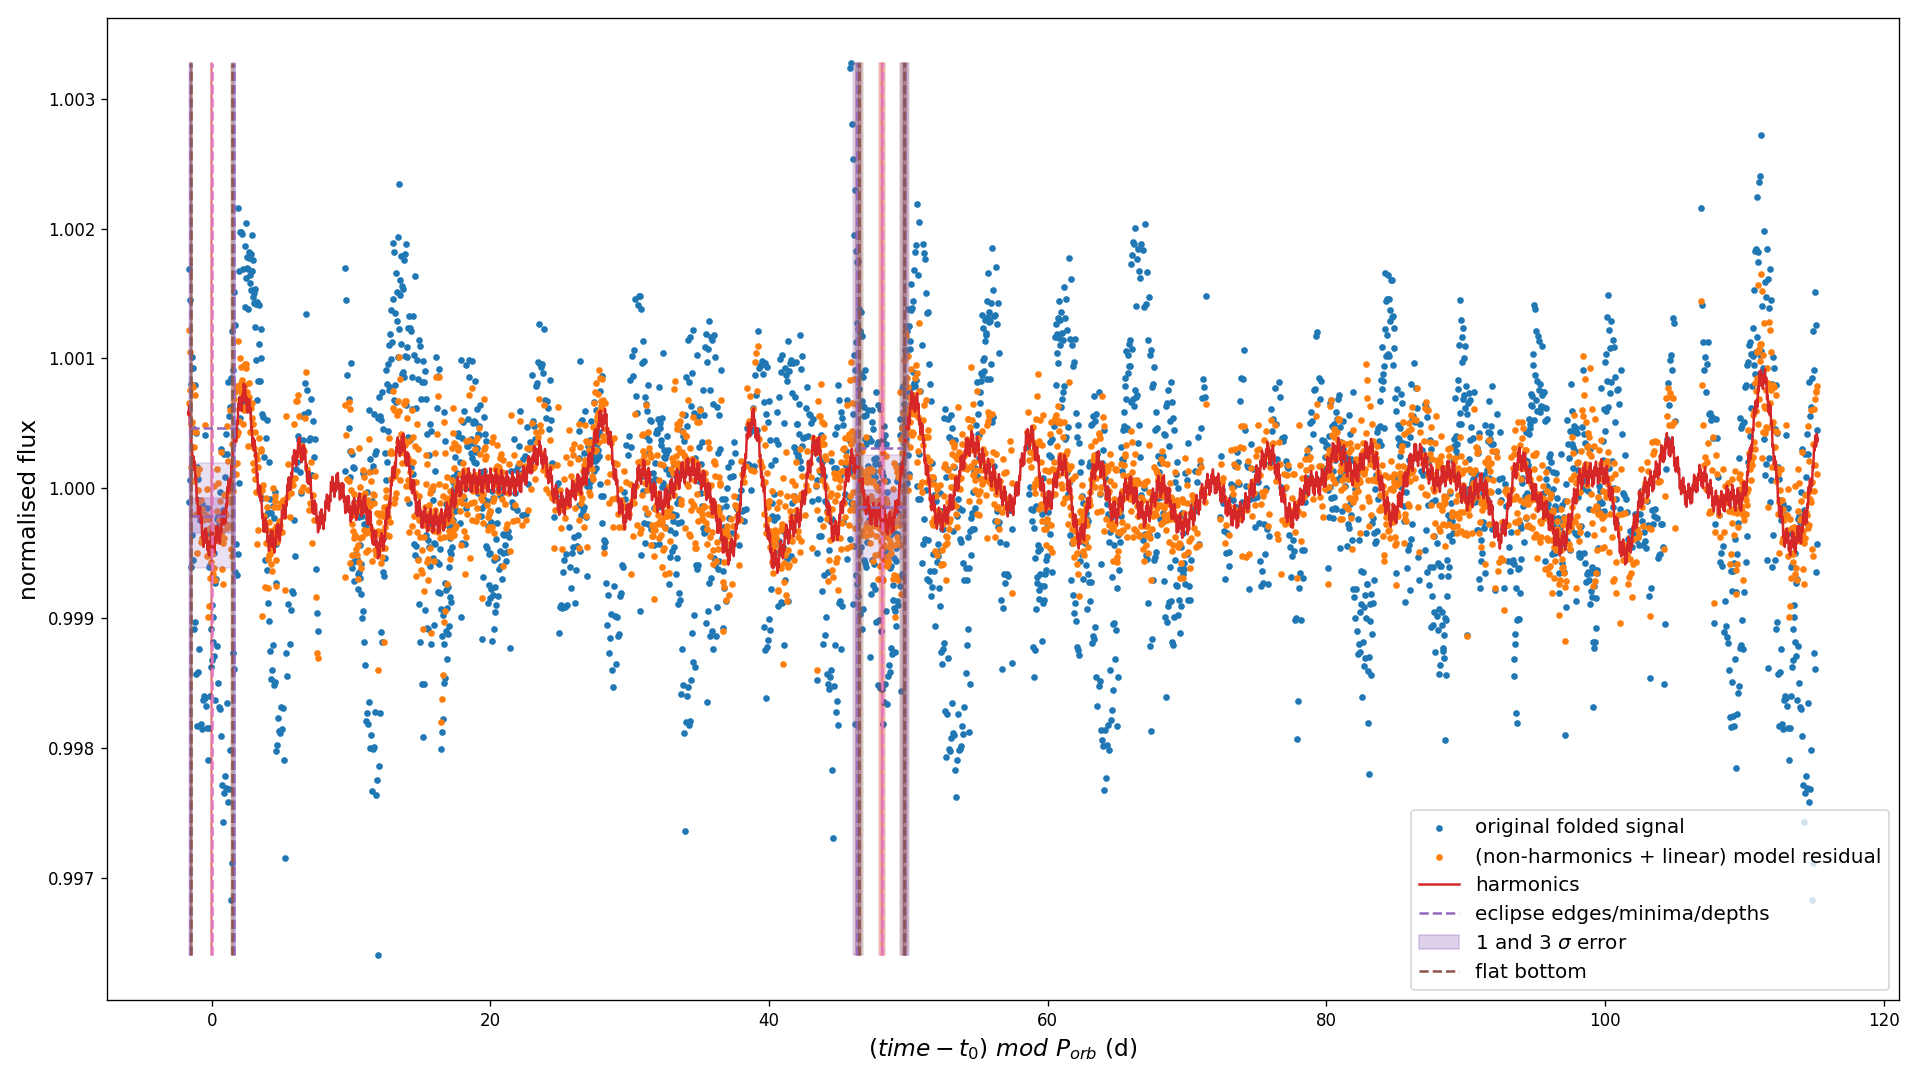 1.003
1.002
1.001
1.000
0.999
0.998
0.997
normalised flux
0
20
40
60
80
100
120
(time − t₀) mod P_orb (d)
original folded signal
(non-harmonics + linear) model residual
harmonics
eclipse edges/minima/depths
1 and 3 σ error
flat bottom